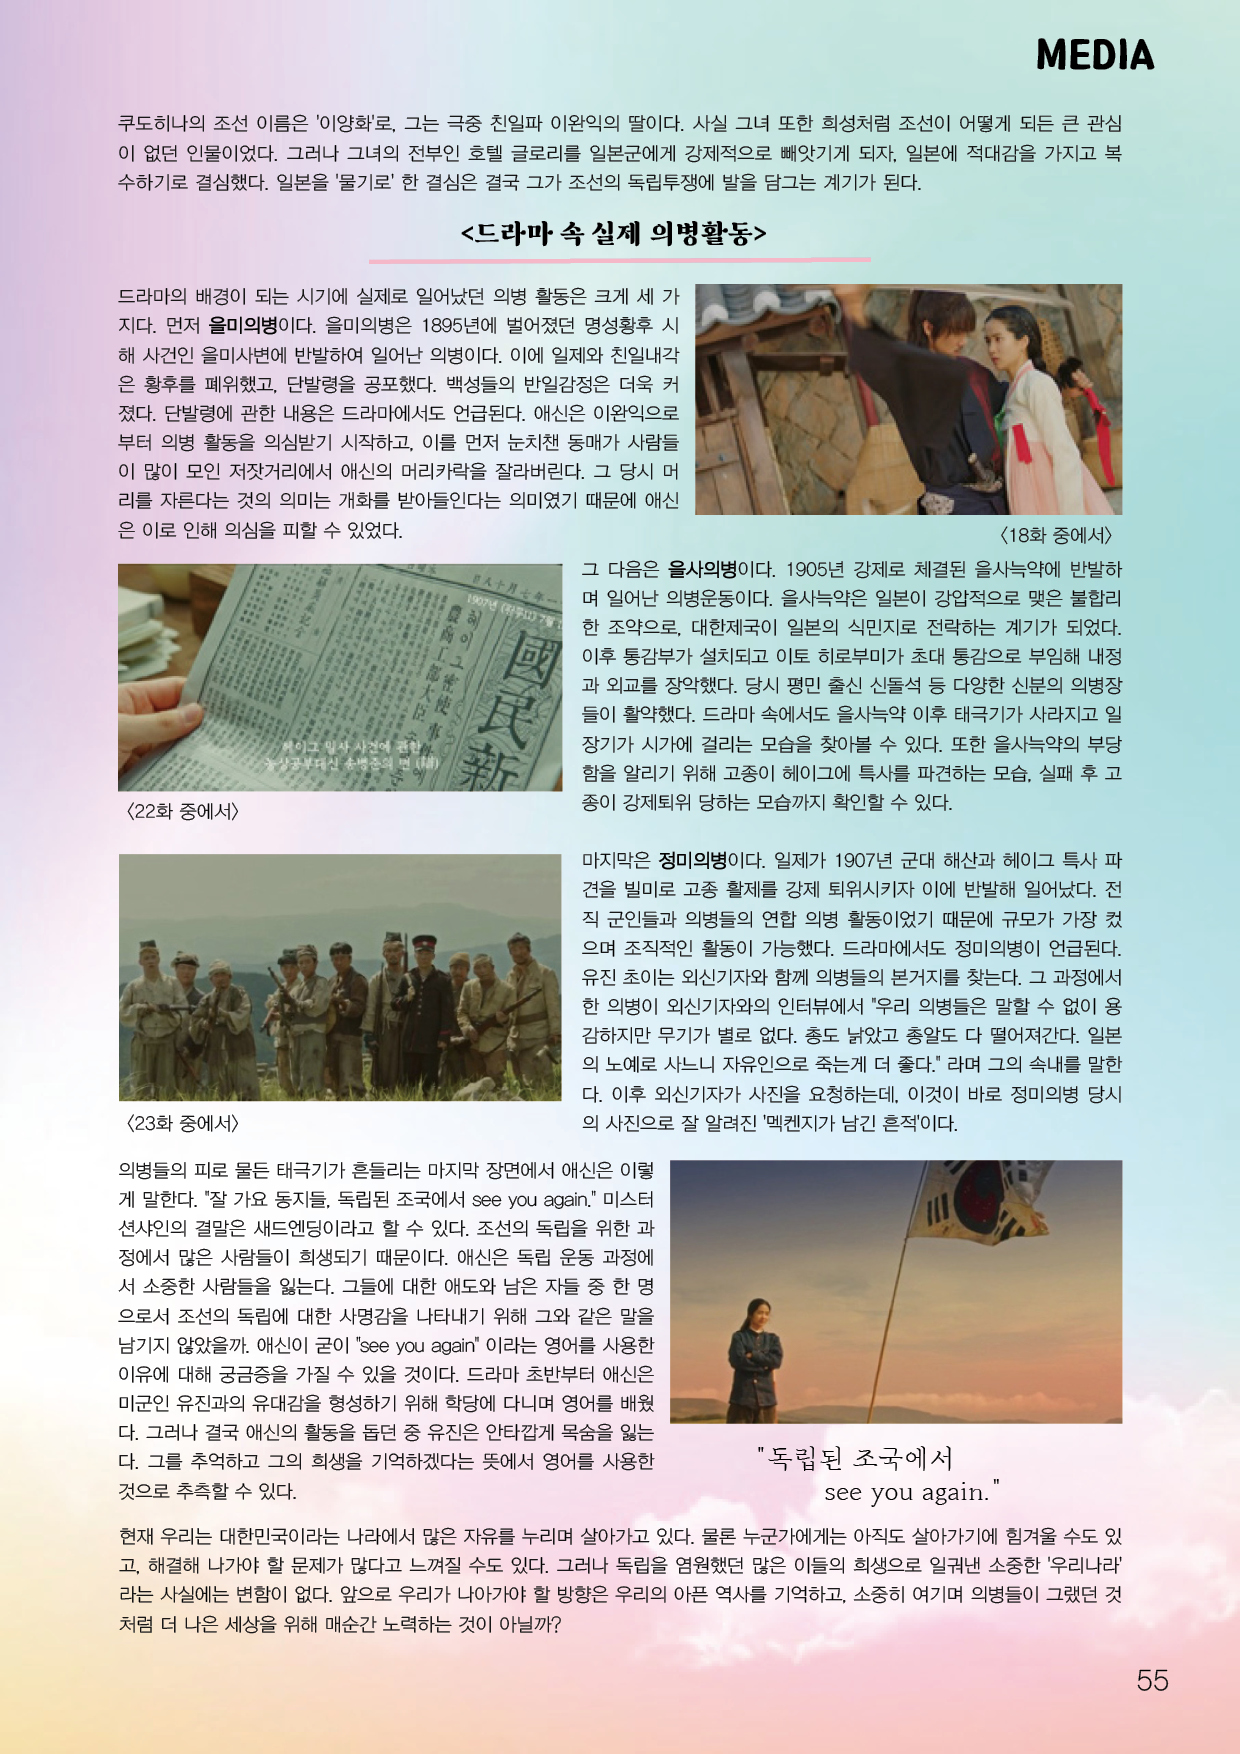 MEDIA
쿠도히나의 조선 이름은 '이양화'로, 그는 극중 친일파 이완익의 딸이다. 사실 그녀 또한 희성처럼 조선이 어떻게 되든 큰 관심
이 없던 인물이었다. 그러나 그녀의 전부인 호텔 글로리를 일본군에게 강제적으로 빼앗기게 되자, 일본에 적대감을 가지고 복
수하기로 결심했다. 일본을 '물기로' 한 결심은 결국 그가 조선의 독립투쟁에 발을 담그는 계기가 된다.
<드라마 속 실제 의병활동>
드라마의 배경이 되는 시기에 실제로 일어났던 의병 활동은 크게 세 가
지다. 먼저 을미의병이다. 을미의병은 1895년에 벌어졌던 명성황후 시
해 사건인 을미사변에 반발하여 일어난 의병이다. 이에 일제와 친일내각
은 황후를 폐위했고, 단발령을 공포했다. 백성들의 반일감정은 더욱 커
졌다. 단발령에 관한 내용은 드라마에서도 언급된다. 애신은 이완익으로
부터 의병 활동을 의심받기 시작하고, 이를 먼저 눈치챈 동매가 사람들
이 많이 모인 저잣거리에서 애신의 머리카락을 잘라버린다. 그 당시 머
리를 자른다는 것의 의미는 개화를 받아들인다는 의미였기 때문에 애신
은 이로 인해 의심을 피할 수 있었다.
〈18화 중에서〉
그 다음은 을사의병이다. 1905년 강제로 체결된 을사늑약에 반발하
며 일어난 의병운동이다. 을사늑약은 일본이 강압적으로 맺은 불합리
한 조약으로, 대한제국이 일본의 식민지로 전락하는 계기가 되었다.
이후 통감부가 설치되고 이토 히로부미가 초대 통감으로 부임해 내정
과 외교를 장악했다. 당시 평민 출신 신돌석 등 다양한 신분의 의병장
들이 활약했다. 드라마 속에서도 을사늑약 이후 태극기가 사라지고 일
장기가 시가에 걸리는 모습을 찾아볼 수 있다. 또한 을사늑약의 부당
함을 알리기 위해 고종이 헤이그에 특사를 파견하는 모습, 실패 후 고
종이 강제퇴위 당하는 모습까지 확인할 수 있다.
國民新
헤이그 밀사 사건에 관한
농상공부대신 송병준의 변
〈22화 중에서〉
마지막은 정미의병이다. 일제가 1907년 군대 해산과 헤이그 특사 파
견을 빌미로 고종 활제를 강제 퇴위시키자 이에 반발해 일어났다. 전
직 군인들과 의병들의 연합 의병 활동이었기 때문에 규모가 가장 컸
으며 조직적인 활동이 가능했다. 드라마에서도 정미의병이 언급된다.
유진 초이는 외신기자와 함께 의병들의 본거지를 찾는다. 그 과정에서
한 의병이 외신기자와의 인터뷰에서 "우리 의병들은 말할 수 없이 용
감하지만 무기가 별로 없다. 총도 낡았고 총알도 다 떨어져간다. 일본
의 노예로 사느니 자유인으로 죽는게 더 좋다." 라며 그의 속내를 말한
다. 이후 외신기자가 사진을 요청하는데, 이것이 바로 정미의병 당시
의 사진으로 잘 알려진 '멕켄지가 남긴 흔적'이다.
〈23화 중에서〉
의병들의 피로 물든 태극기가 흔들리는 마지막 장면에서 애신은 이렇
게 말한다. "잘 가요 동지들, 독립된 조국에서 see you again." 미스터
션샤인의 결말은 새드엔딩이라고 할 수 있다. 조선의 독립을 위한 과
정에서 많은 사람들이 희생되기 때문이다. 애신은 독립 운동 과정에
서 소중한 사람들을 잃는다. 그들에 대한 애도와 남은 자들 중 한 명
으로서 조선의 독립에 대한 사명감을 나타내기 위해 그와 같은 말을
남기지 않았을까. 애신이 굳이 "see you again" 이라는 영어를 사용한
이유에 대해 궁금증을 가질 수 있을 것이다. 드라마 초반부터 애신은
미군인 유진과의 유대감을 형성하기 위해 학당에 다니며 영어를 배웠
다. 그러나 결국 애신의 활동을 돕던 중 유진은 안타깝게 목숨을 잃는
다. 그를 추억하고 그의 희생을 기억하겠다는 뜻에서 영어를 사용한
것으로 추측할 수 있다.
"독립된 조국에서
see you again."
현재 우리는 대한민국이라는 나라에서 많은 자유를 누리며 살아가고 있다. 물론 누군가에게는 아직도 살아가기에 힘겨울 수도 있
고, 해결해 나가야 할 문제가 많다고 느껴질 수도 있다. 그러나 독립을 염원했던 많은 이들의 희생으로 일궈낸 소중한 '우리나라'
라는 사실에는 변함이 없다. 앞으로 우리가 나아가야 할 방향은 우리의 아픈 역사를 기억하고, 소중히 여기며 의병들이 그랬던 것
처럼 더 나은 세상을 위해 매순간 노력하는 것이 아닐까?
55